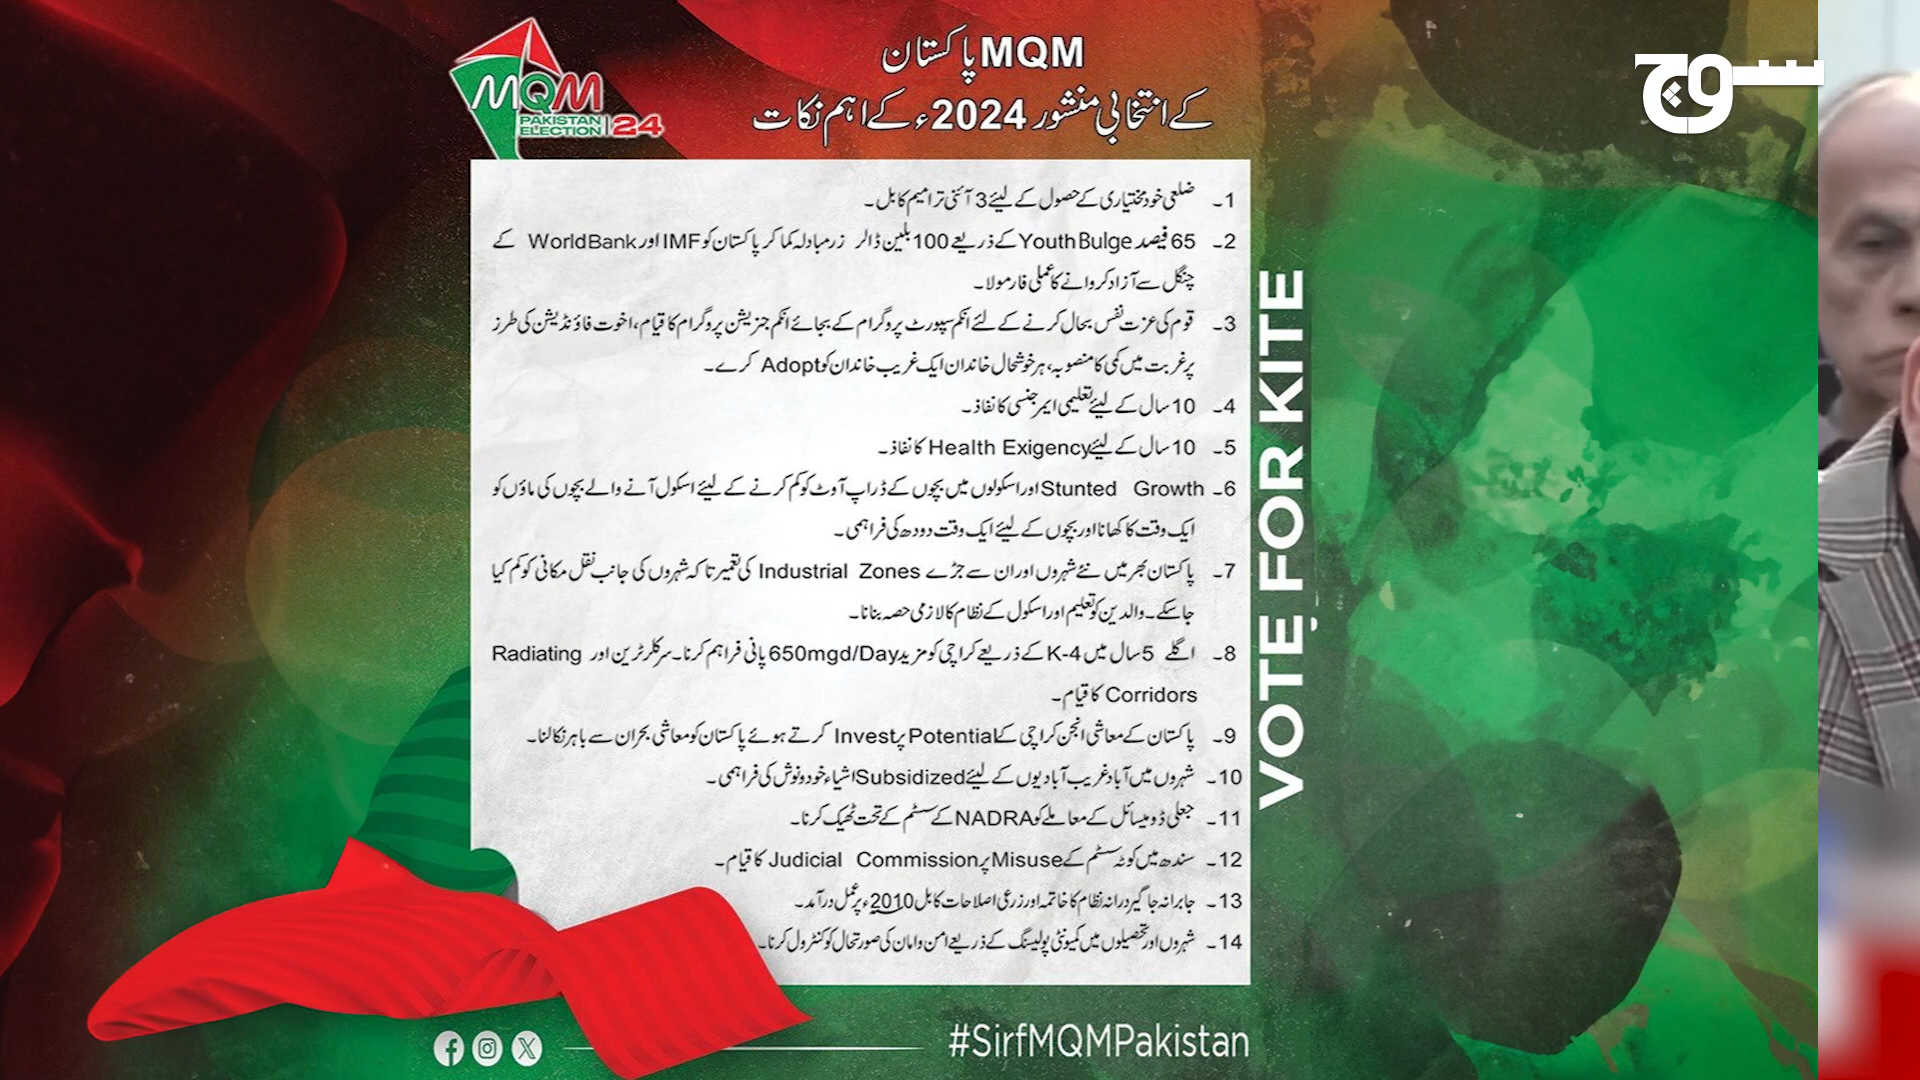 MQM
PAKISTAN
ELECTION 24
MQM پاکستان
کے انتخابی منشور 2024ء کے اہم نکات
سوچ
1۔ ضلعی خودمختیاری کے حصول کے لیئے 3 آئنی ترامیم کا بل۔
2۔ 65 فیصد Youth Bulge کے ذریعے 100 بلین ڈالر زرمبادلہ کما کر پاکستان کو IMF اور World Bank کے
چنگل سے آزاد کروانے کا عملی فارمولا۔
3۔ قوم کی عزت نفس بحال کرنے کے لئے انکم سپورٹ پروگرام کے بجائے انکم جنریشن پروگرام کا قیام، اخوت فاؤنڈیشن کی طرز
پر غربت میں کمی کا منصوبہ، ہر خوشحال خاندان ایک غریب خاندان کو Adopt کرے۔
4۔ 10 سال کے لیئے تعلیمی ایمرجنسی کا نفاذ۔
5۔ 10 سال کے لیئے Health Exigency کا نفاذ۔
6۔ Stunted Growth اور اسکولوں میں بچوں کے ڈراپ آوٹ کو کم کرنے کے لیئے اسکول آنے والے بچوں کی ماؤں کو
ایک وقت کا کھانا اور بچوں کے لیئے ایک وقت دودھ کی فراہمی۔
7۔ پاکستان بھر میں نئے شہروں اور ان سے جڑے Industrial Zones کی تعمیر تاکہ شہروں کی جانب نقل مکانی کو کم کیا
جاسکے۔ والدین کو تعلیم اور اسکول کے نظام کا لازمی حصہ بنانا۔
8۔ اگلے 5 سال میں K-4 کے ذریعے کراچی کو مزید 650mgd/Day پانی فراہم کرنا۔ سرکلر ٹرین اور Radiating
Corridors کا قیام۔
9۔ پاکستان کے معاشی انجن کراچی کے Potential پر Invest کرتے ہوئے پاکستان کو معاشی بحران سے باہر نکالنا۔
10۔ شہروں میں آباد غریب آبادیوں کے لیئے Subsidized اشیاء خودونوش کی فراہمی۔
11۔ جعلی ڈومیسائل کے معاملے کو NADRA کے سسٹم کے تحت ٹھیک کرنا۔
12۔ سندھ میں کوٹہ سسٹم کے Misuse پر Judicial Commission کا قیام۔
13۔ جابرانہ جاگیردرانہ نظام کا خاتمہ اور زرعی اصلاحات کا بل 2010ء پر عمل درآمد۔
14۔ شہروں اور تحصیلوں میں کمیونٹی پولیسنگ کے ذریعے امن و امان کی صورتحال کو کنٹرول کرنا۔
VOTE FOR KITE
#SirfMQMPakistan